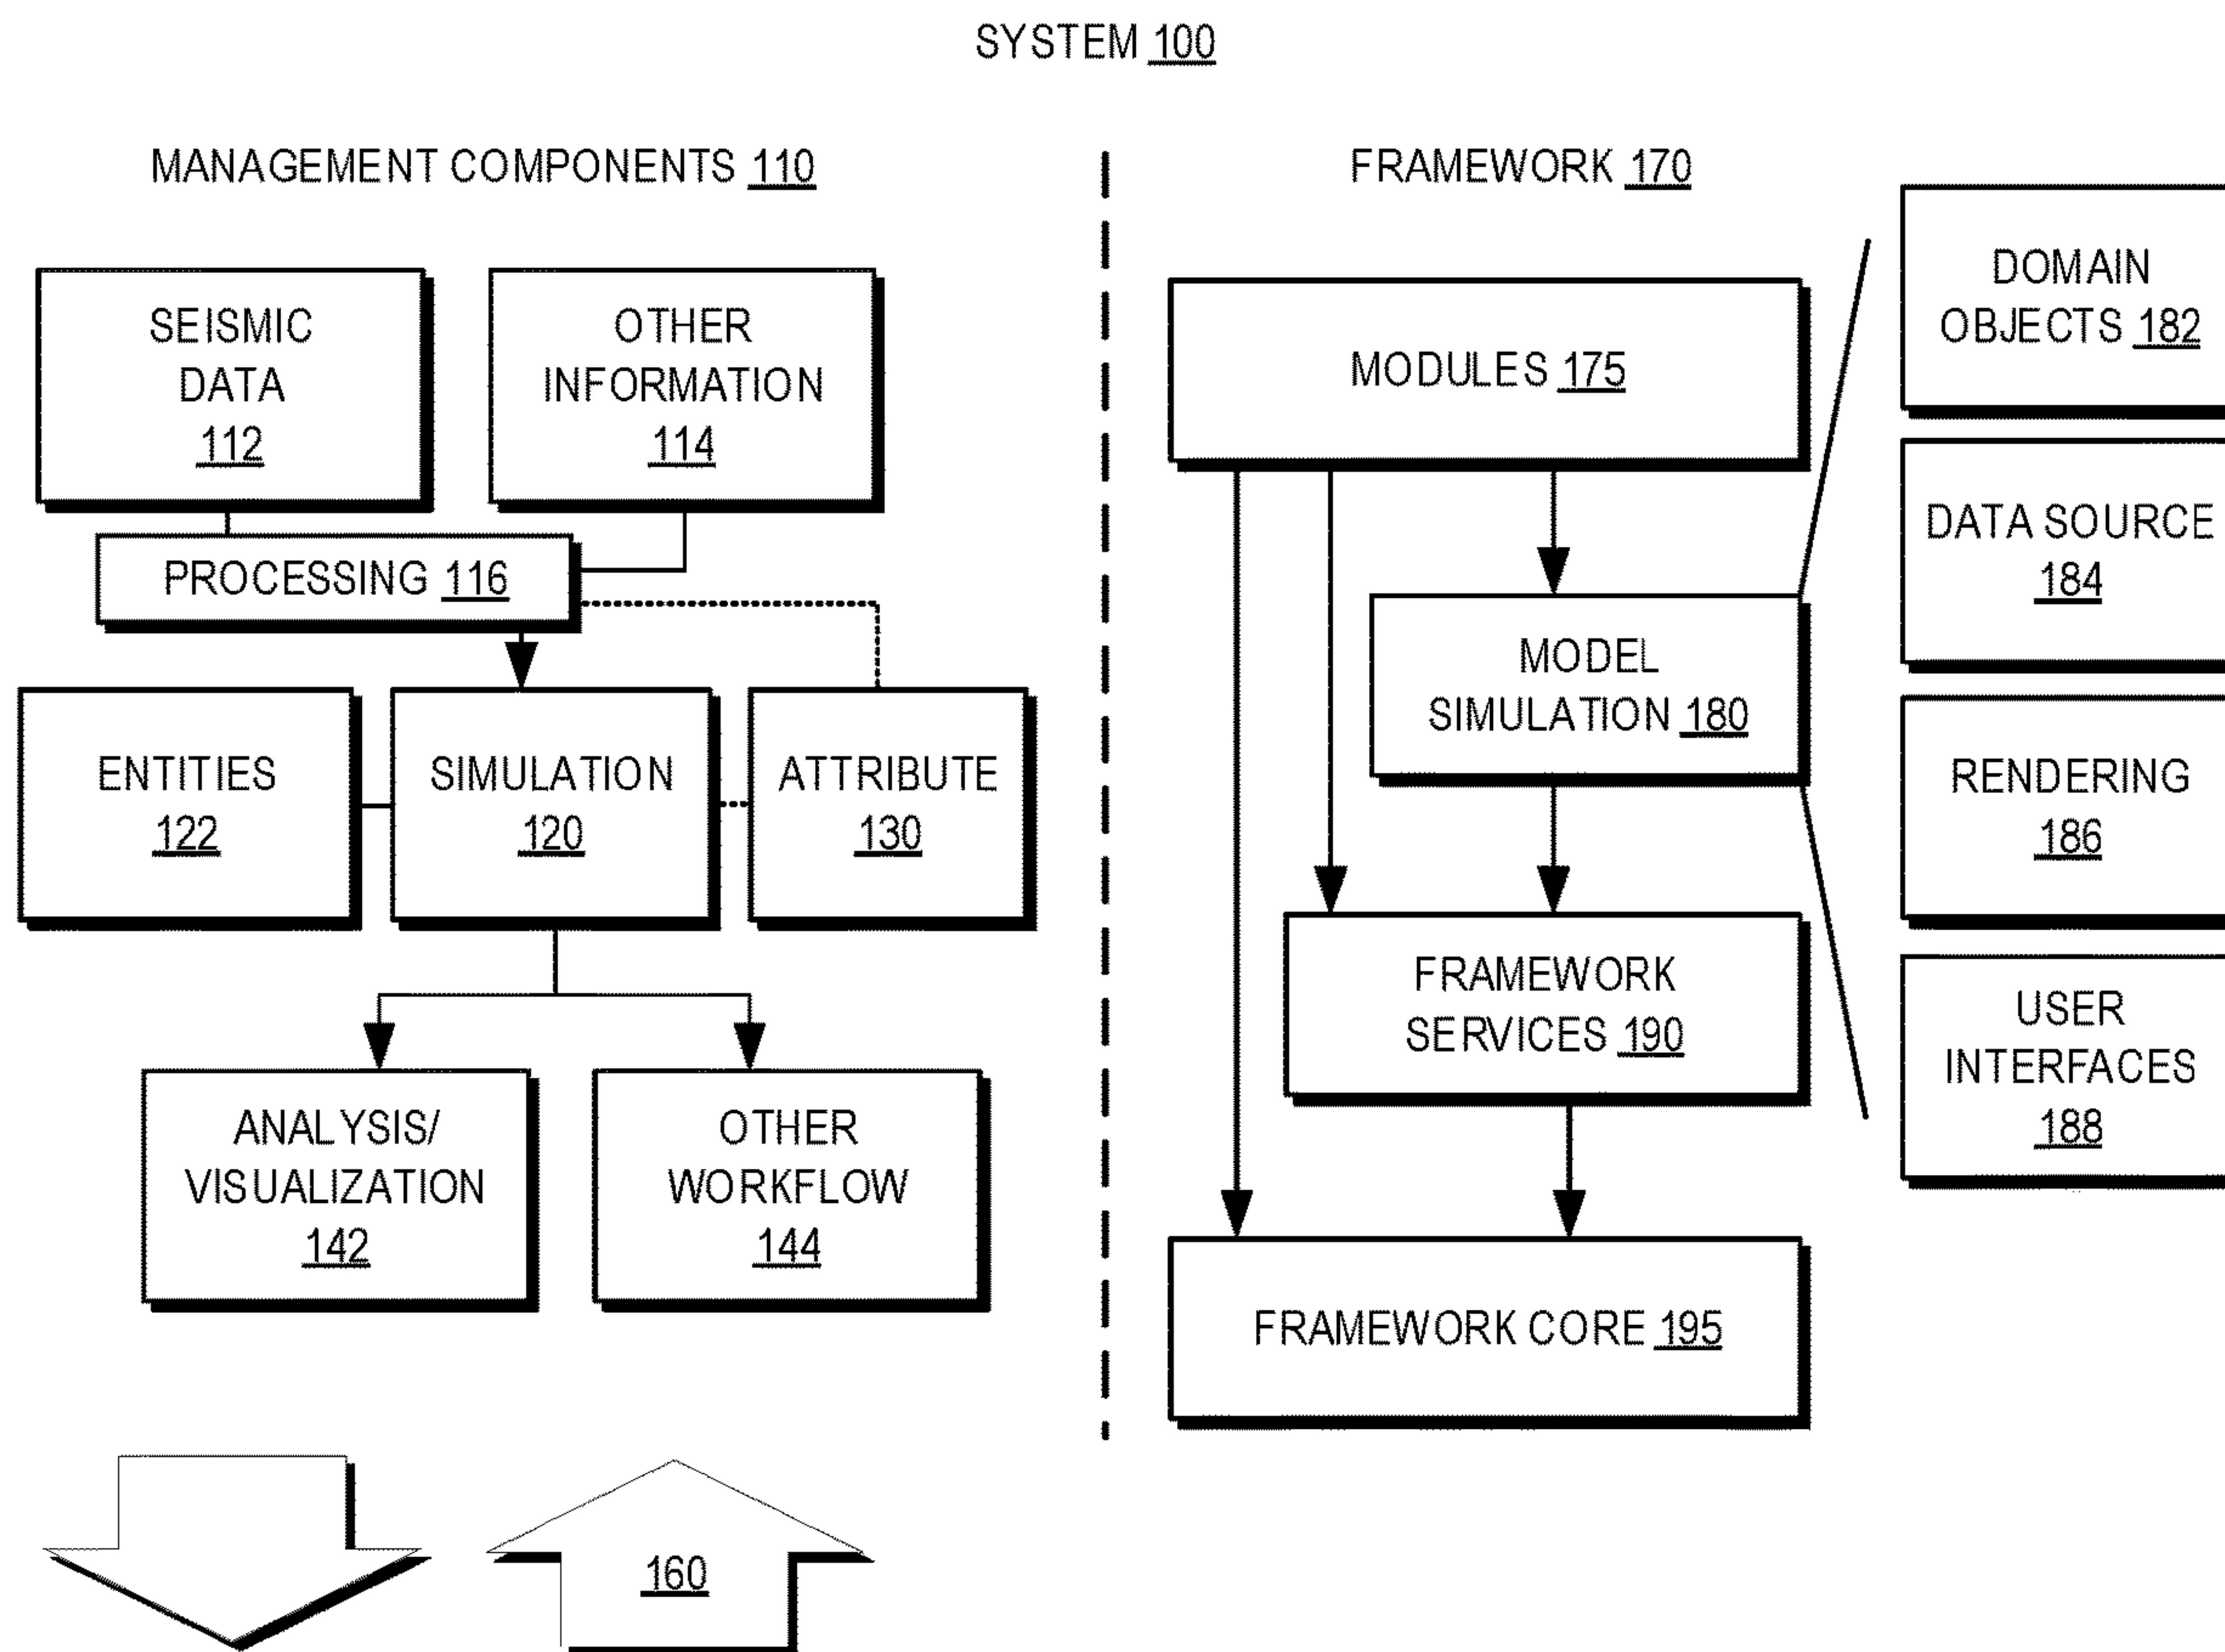 SYSTEM 100
MANAGEMENT COMPONENTS 110
SEISMIC
DATA
112
OTHER
INFORMATION
114
PROCESSING 116
ENTITIES
122
SIMULATION
120
ATTRIBUTE
130
ANALYSIS/
VISUALIZATION
142
OTHER
WORKFLOW
144
160
FRAMEWORK 170
MODULES 175
MODEL
SIMULATION 180
FRAMEWORK
SERVICES 190
FRAMEWORK CORE 195
DOMAIN
OBJECTS 182
DATA SOURCE
184
RENDERING
186
USER
INTERFACES
188